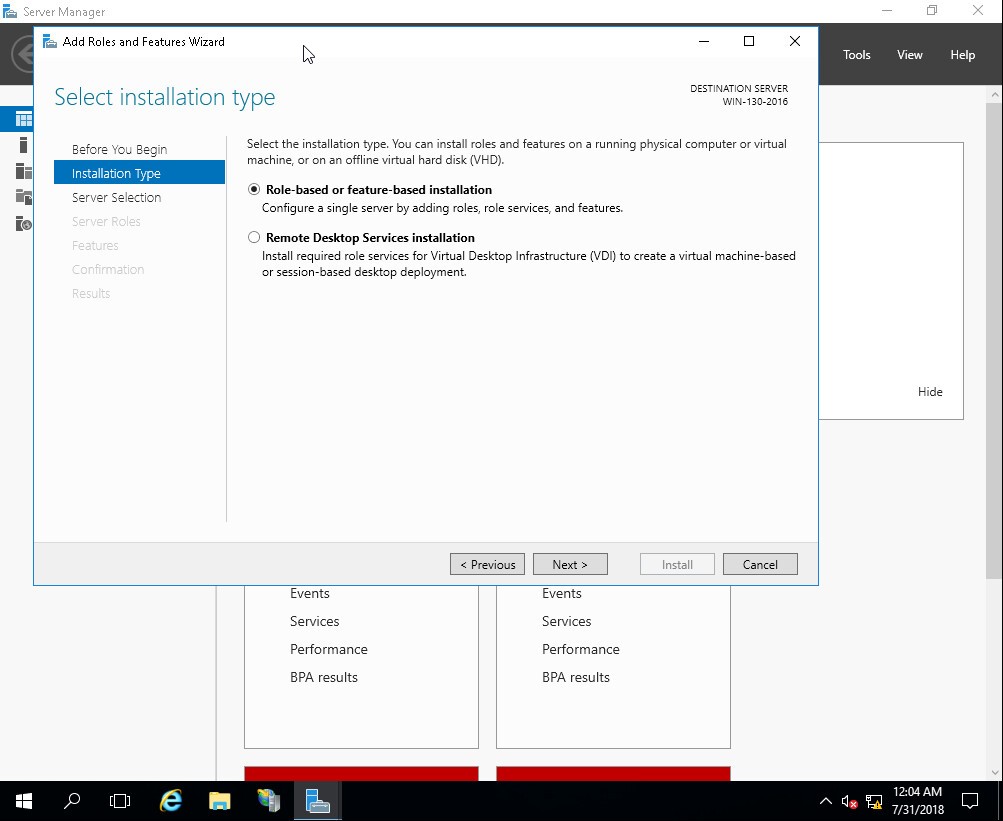 Server Manager
Add Roles and Features Wizard
Tools
View
Help
Select installation type
DESTINATION SERVER
WIN-130-2016
Before You Begin
Installation Type
Server Selection
Server Roles
Features
Confirmation
Results
Select the installation type. You can install roles and features on a running physical computer or virtual
machine, or on an offline virtual hard disk (VHD).
Role-based or feature-based installation
Configure a single server by adding roles, role services, and features.
Remote Desktop Services installation
Install required role services for Virtual Desktop Infrastructure (VDI) to create a virtual machine-based
or session-based desktop deployment.
Hide
< Previous
Next >
Install
Cancel
Events
Services
Performance
BPA results
Events
Services
Performance
BPA results
12:04 AM
7/31/2018